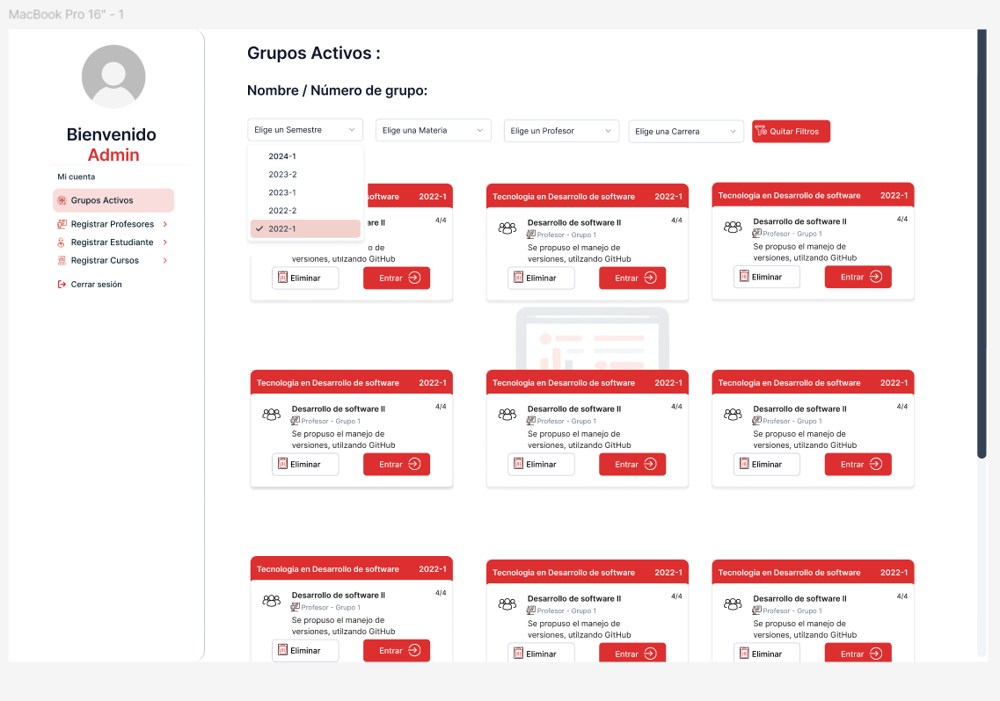 MacBook Pro 16" - 1
Bienvenido
Admin
Mi cuenta
Grupos Activos
Registrar Profesores
Registrar Estudiante
Registrar Cursos
Cerrar sesión
Grupos Activos :
Nombre / Número de grupo:
Elige un Semestre
Elige una Materia
Elige un Profesor
Elige una Carrera
Quitar Filtros
2024-1
2023-2
2023-1
2022-2
2022-1
oftware 2022-1
4/4
are II
o de
versiones, utilzando GitHub
Eliminar
Entrar
Tecnologia en Desarrollo de software 2022-1
Desarrollo de software II 4/4
Profesor - Grupo 1
Se propuso el manejo de
versiones, utilzando GitHub
Eliminar
Entrar
Tecnologia en Desarrollo de software 2022-1
Desarrollo de software II 4/4
Profesor - Grupo 1
Se propuso el manejo de
versiones, utilzando GitHub
Eliminar
Entrar
Tecnologia en Desarrollo de software 2022-1
Desarrollo de software II 4/4
Profesor - Grupo 1
Se propuso el manejo de
versiones, utilzando GitHub
Eliminar
Entrar
Tecnologia en Desarrollo de software 2022-1
Desarrollo de software II 4/4
Profesor - Grupo 1
Se propuso el manejo de
versiones, utilzando GitHub
Eliminar
Entrar
Tecnologia en Desarrollo de software 2022-1
Desarrollo de software II 4/4
Profesor - Grupo 1
Se propuso el manejo de
versiones, utilzando GitHub
Eliminar
Entrar
Tecnologia en Desarrollo de software 2022-1
Desarrollo de software II 4/4
Profesor - Grupo 1
Se propuso el manejo de
versiones, utilzando GitHub
Eliminar
Entrar
Tecnologia en Desarrollo de software 2022-1
Desarrollo de software II 4/4
Profesor - Grupo 1
Se propuso el manejo de
versiones, utilzando GitHub
Eliminar
Entrar
Tecnologia en Desarrollo de software 2022-1
Desarrollo de software II 4/4
Profesor - Grupo 1
Se propuso el manejo de
versiones, utilzando GitHub
Eliminar
Entrar